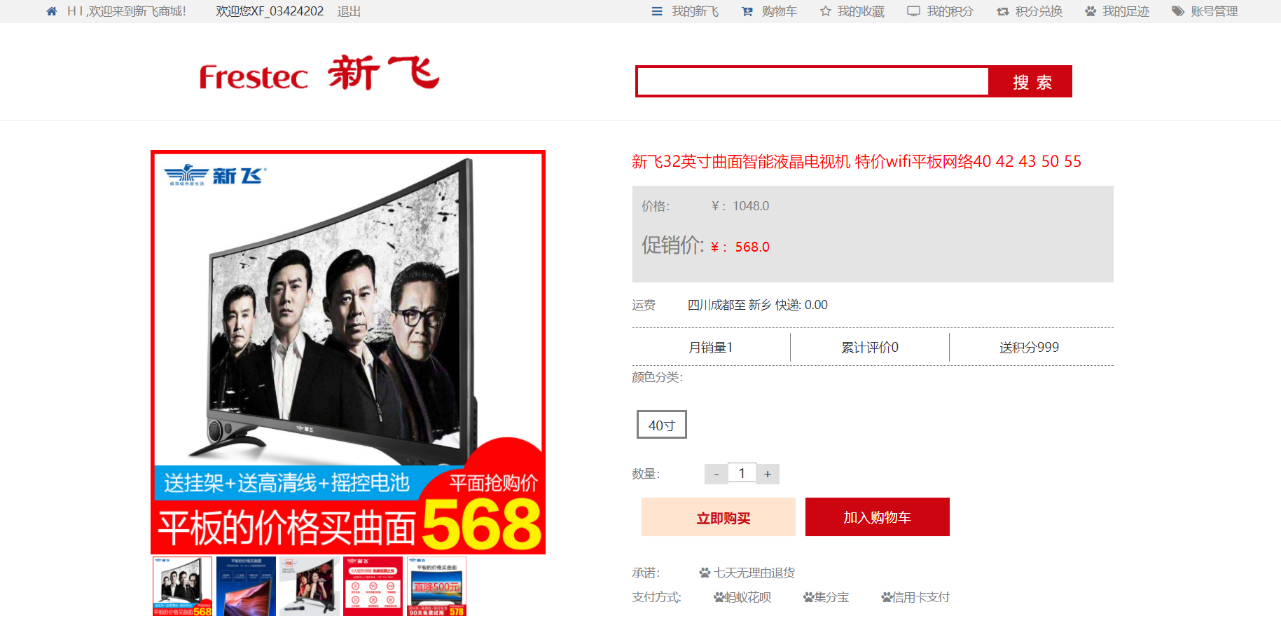 H I ,欢迎来到新飞商城! 欢迎您XF_03424202 退出 我的新飞 购物车 我的收藏 我的积分 积分兑换 我的足迹 账号管理
Frestec 新飞
搜 索
新飞
新飞32英寸曲面智能液晶电视机 特价wifi平板网络40 42 43 50 55
价格: ¥ : 1048.0
促销价: ¥ : 568.0
运费 四川成都至 新乡 快递: 0.00
月销量1 累计评价0 送积分999
颜色分类:
40寸
数量: - 1 +
送挂架+送高清线+摇控电池 平面抢购价
平板的价格买曲面 568
立即购买 加入购物车
承诺: 七天无理由退货
支付方式: 蚂蚁花呗 集分宝 信用卡支付